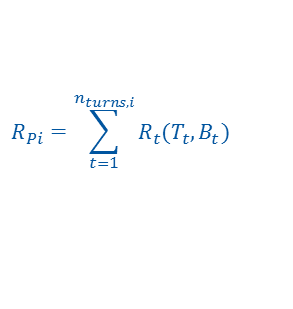 R_{Pi} = \sum_{t=1}^{n_{turns,i}} R_t(T_t, B_t)